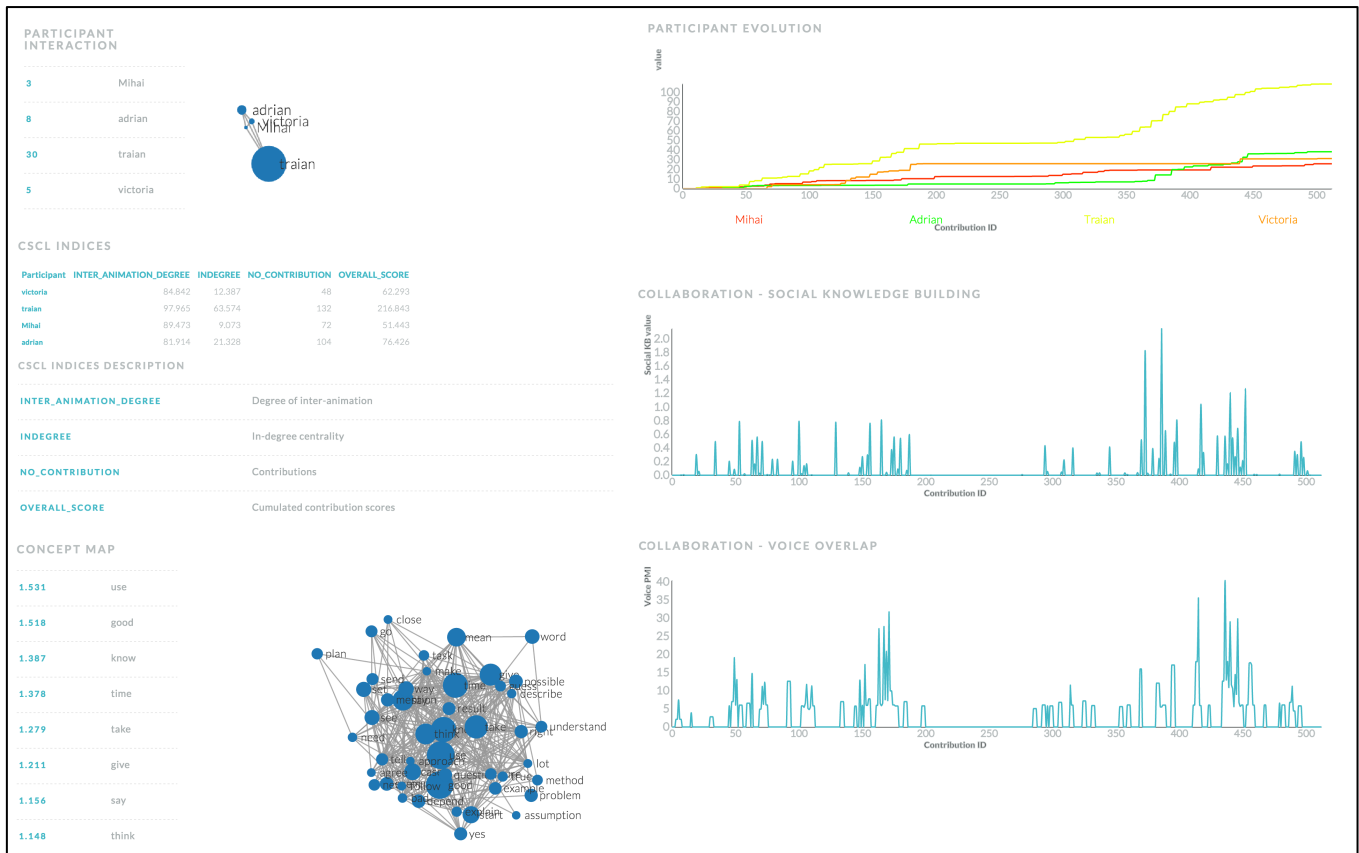 PARTICIPANT
INTERACTION
3 Mihai
8 adrian
30 traian
5 victoria
adrian
victoria
Mihai
traian
CSCL INDICES
Participant INTER_ANIMATION_DEGREE INDEGREE NO_CONTRIBUTION OVERALL_SCORE
victoria 84.842 12.387 48 62.293
traian 97.965 63.574 132 216.843
Mihai 89.473 9.073 72 51.443
adrian 81.914 21.328 104 76.426
CSCL INDICES DESCRIPTION
INTER_ANIMATION_DEGREE Degree of inter-animation
INDEGREE In-degree centrality
NO_CONTRIBUTION Contributions
OVERALL_SCORE Cumulated contribution scores
CONCEPT MAP
1.531 use
1.518 good
1.387 know
1.378 time
1.279 take
1.211 give
1.156 say
1.148 think
close
go
mean
word
plan
task
make
give
send
time
guess
possible
set
way
describe
mention
see
result
need
think
take
right
understand
tell
approach
use
lot
agree
case
question
true
method
follow
good
example
problem
depend
explain
start
assumption
yes
PARTICIPANT EVOLUTION
value
100
90
80
70
60
50
40
30
20
10
0
0 50 100 150 200 250 300 350 400 450 500
Mihai Adrian Traian Victoria
Contribution ID
COLLABORATION - SOCIAL KNOWLEDGE BUILDING
Social KB value
2.0
1.8
1.6
1.4
1.2
1.0
0.8
0.6
0.4
0.2
0.0
0 50 100 150 200 250 300 350 400 450 500
Contribution ID
COLLABORATION - VOICE OVERLAP
Voice PMI
40
35
30
25
20
15
10
5
0
0 50 100 150 200 250 300 350 400 450 500
Contribution ID